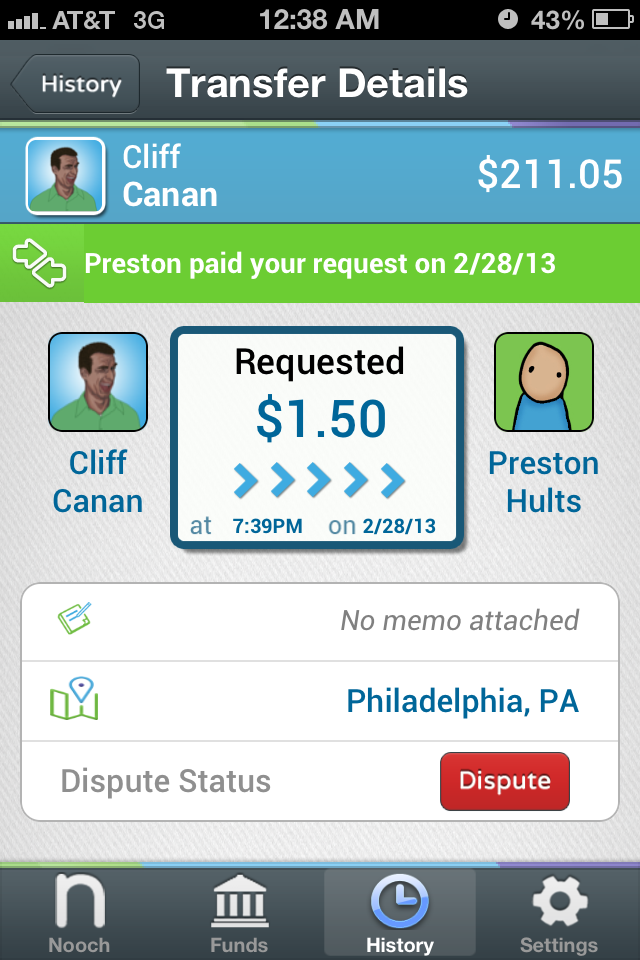 AT&T 3G 12:38 AM 43%
History Transfer Details
Cliff
Canan
$211.05
Preston paid your request on 2/28/13
Requested
$1.50
at 7:39PM on 2/28/13
Cliff
Canan
Preston
Hults
No memo attached
Philadelphia, PA
Dispute Status Dispute
n
Nooch Funds History Settings